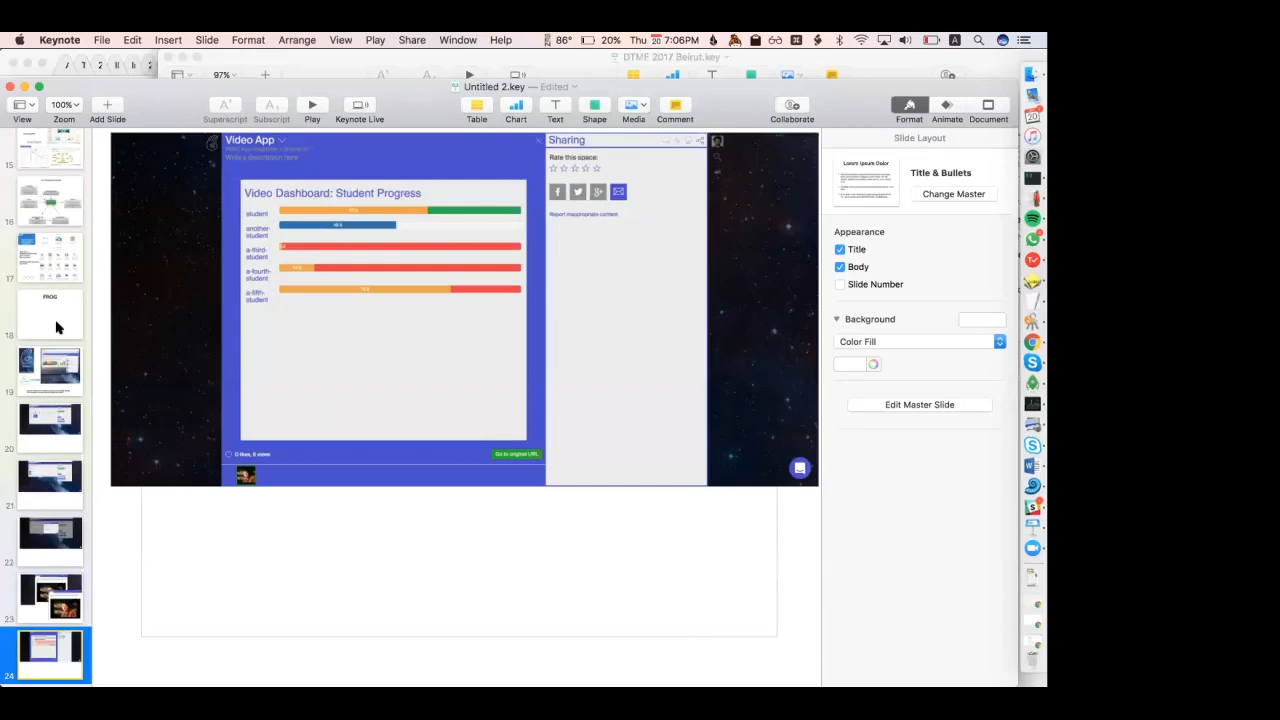 Keynote File Edit Insert Slide Format Arrange View Play Share Window Help 86° 20% Thu 20 7:06PM A
DTMF 2017 Beirut.key
97%
Untitled 2.key — Edited
100%
View Zoom Add Slide Superscript Subscript Play Keynote Live Table Chart Text Shape Media Comment Collaborate Format Animate Document
Slide Layout
Title & Bullets
Change Master
Appearance
Title
Body
Slide Number
Background
Color Fill
Edit Master Slide
15
16
17
FROG
18
19
20
21
22
23
24
Video App
Write a description here
Video Dashboard: Student Progress
student
another-
student
a-third-
student
a-fourth-
student
a-fifth-
student
0 likes, 8 views
Go to original URL
Sharing
Rate this space:
Report inappropriate content